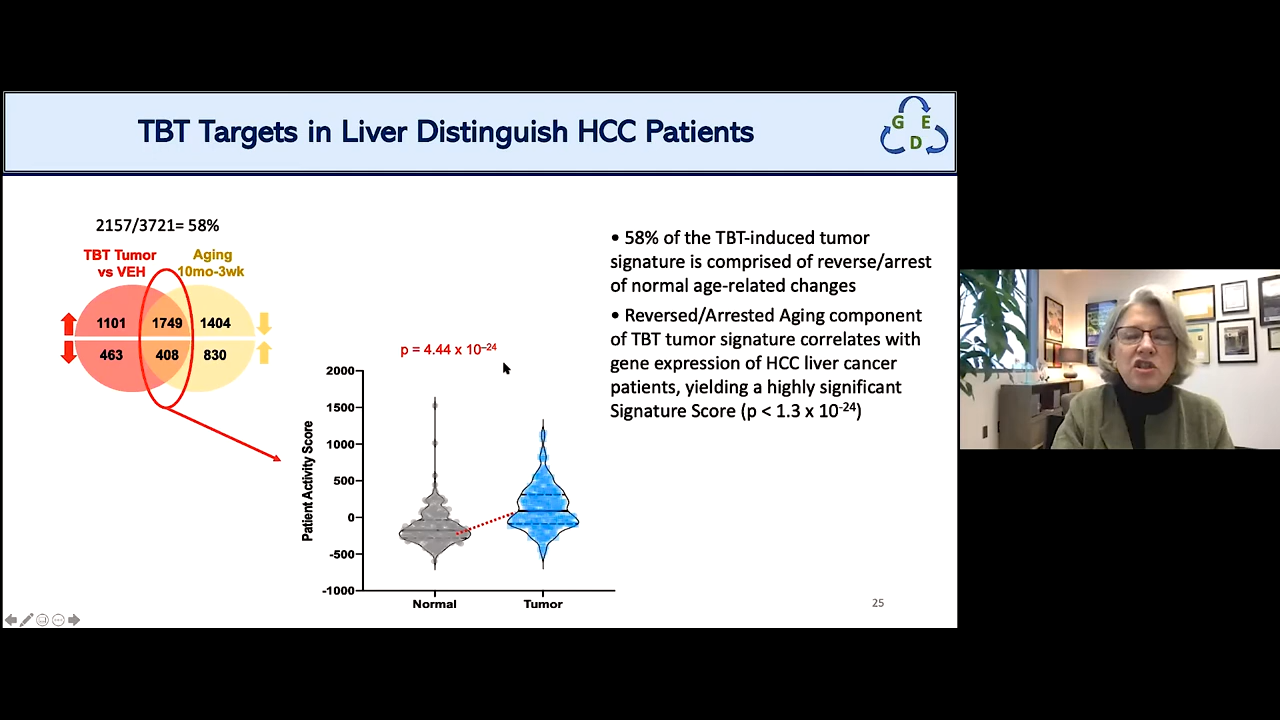 TBT Targets in Liver Distinguish HCC Patients
G E
D
2157/3721= 58%
TBT Tumor
vs VEH
Aging
10mo-3wk
1101 1749 1404
463 408 830
p = 4.44 x 10⁻²⁴
2000
1500
1000
500
0
-500
-1000
Patient Activity Score
Normal Tumor
• 58% of the TBT-induced tumor
signature is comprised of reverse/arrest
of normal age-related changes
• Reversed/Arrested Aging component
of TBT tumor signature correlates with
gene expression of HCC liver cancer
patients, yielding a highly significant
Signature Score (p < 1.3 x 10⁻²⁴)
25